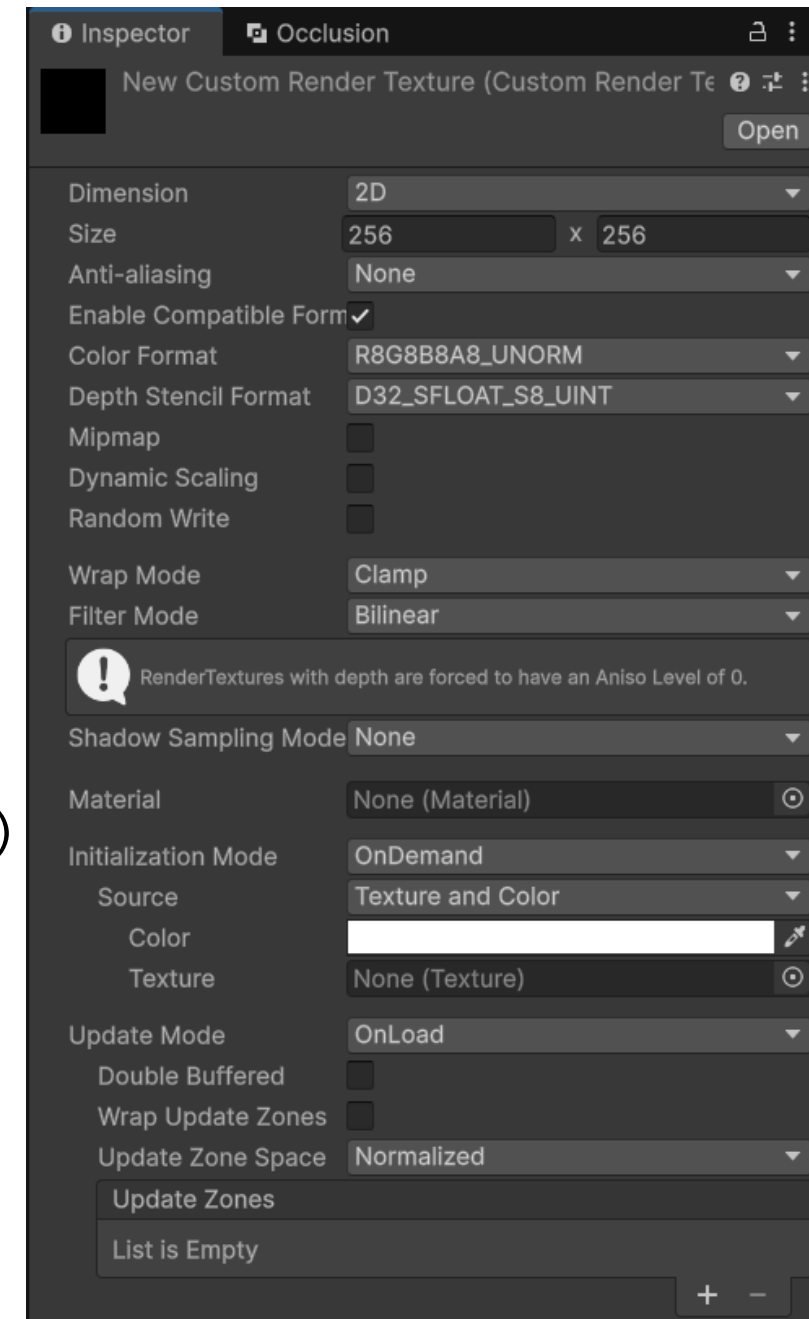 Inspector Occlusion
New Custom Render Texture (Custom Render Te
Open
Dimension 2D
Size 256 x 256
Anti-aliasing None
Enable Compatible Form
Color Format R8G8B8A8_UNORM
Depth Stencil Format D32_SFLOAT_S8_UINT
Mipmap
Dynamic Scaling
Random Write
Wrap Mode Clamp
Filter Mode Bilinear
RenderTextures with depth are forced to have an Aniso Level of 0.
Shadow Sampling Mode None
Material None (Material)
)
Initialization Mode OnDemand
Source Texture and Color
Color
Texture None (Texture)
Update Mode OnLoad
Double Buffered
Wrap Update Zones
Update Zone Space Normalized
Update Zones
List is Empty
+ −